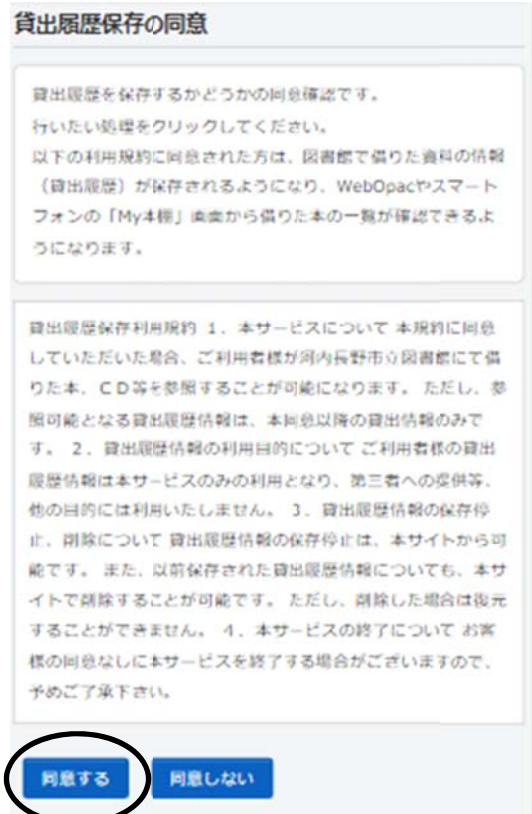 貸出履歴保存の同意
貸出履歴を保存するかどうかの同意確認です。
行いたい処理をクリックしてください。
以下の利用規約に同意された方は、図書館で借りた資料の情報
（貸出履歴）が保存されるようになり、WebOpacやスマート
フォンの「My本棚」画面から借りた本の一覧が確認できるよ
うになります。
貸出履歴保存利用規約 1．本サービスについて 本規約に同意
していただいた場合、ご利用者様が河内長野市立図書館にて借
りた本、ＣＤ等を参照することが可能になります。 ただし、参
照可能となる貸出履歴情報は、本同意以降の貸出情報のみで
す。 2．貸出履歴情報の利用目的について ご利用者様の貸出
履歴情報は本サービスのみの利用となり、第三者への提供等、
他の目的には利用いたしません。 3．貸出履歴情報の保存停
止、削除について 貸出履歴情報の保存停止は、本サイトから可
能です。 また、以前保存された貸出履歴情報についても、本サ
イトで削除することが可能です。 ただし、削除した場合は復元
することができません。 4．本サービスの終了について お客
様の同意なしに本サービスを終了する場合がございますので、
予めご了承下さい。
同意する 同意しない